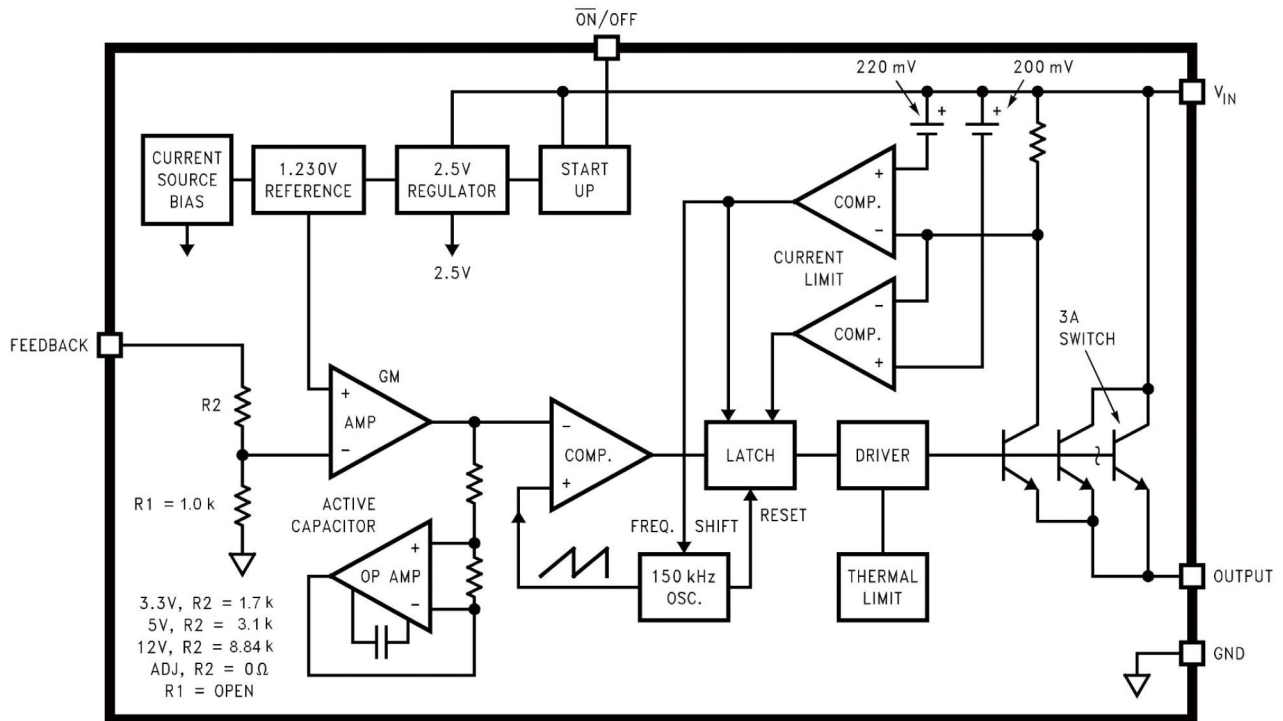 ON/OFF
220 mV
200 mV
VIN
CURRENT
SOURCE
BIAS
1.230V
REFERENCE
2.5V
REGULATOR
START
UP
+
+
+
COMP.
−
2.5V
CURRENT
LIMIT
−
COMP.
+
3A
SWITCH
FEEDBACK
R2
GM
+
AMP
−
R1 = 1.0 k
ACTIVE
CAPACITOR
−
COMP.
+
LATCH
DRIVER
FREQ. SHIFT
RESET
+
OP AMP
−
150 kHz
OSC.
THERMAL
LIMIT
OUTPUT
GND
3.3V, R2 = 1.7 k
5V, R2 = 3.1 k
12V, R2 = 8.84 k
ADJ, R2 = 0 Ω
R1 = OPEN